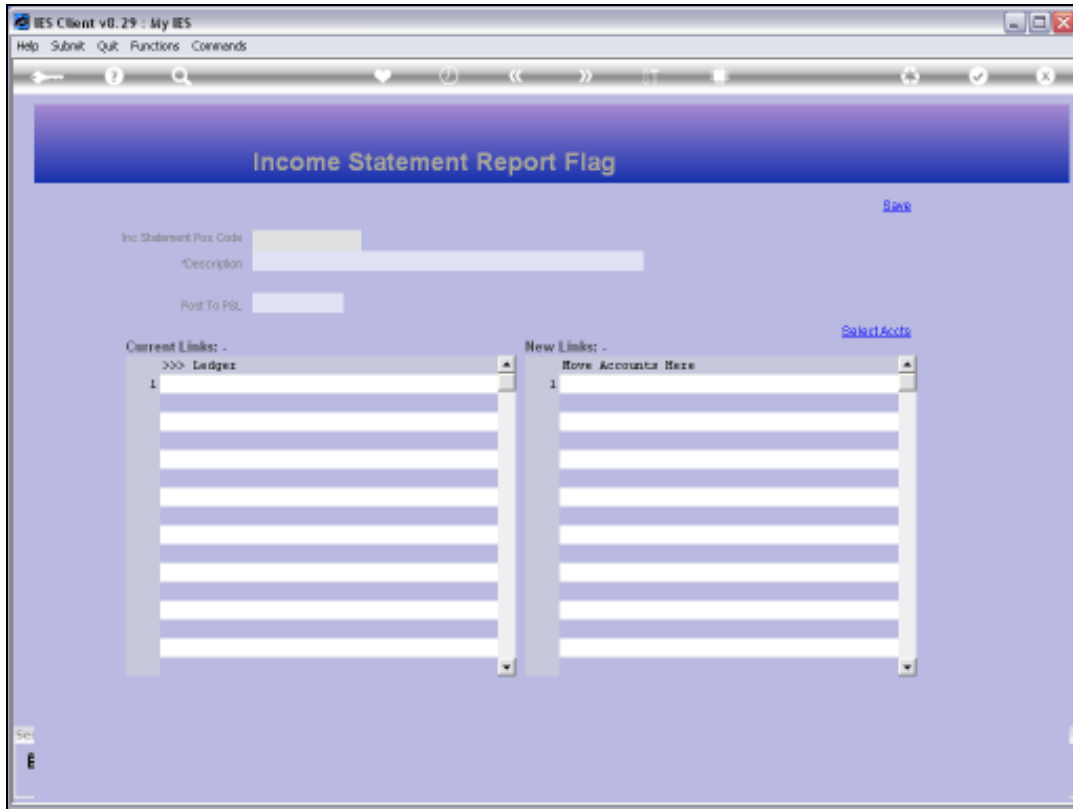 IES Client v8.29 : My IES
Help Submit Quit Functions Commands
Income Statement Report Flag
Save
Inc Statement Pos Code
*Description
Post To P&L
Select Accts
Current Links: -
New Links: -
>>> Ledger
Move Accounts Here
1
1